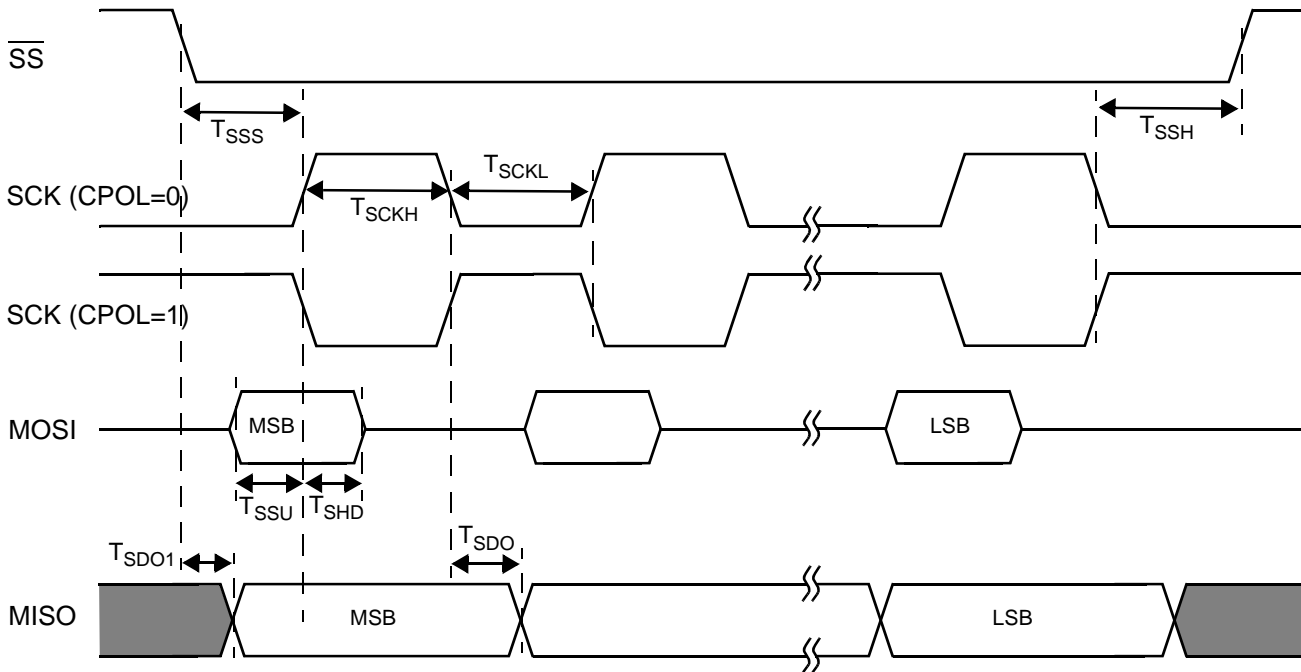 SS
TSSS
TSSH
SCK (CPOL=0)
TSCKH
TSCKL
SCK (CPOL=1)
MOSI
MSB
LSB
TSSU
TSHD
TSDO1
TSDO
MISO
MSB
LSB